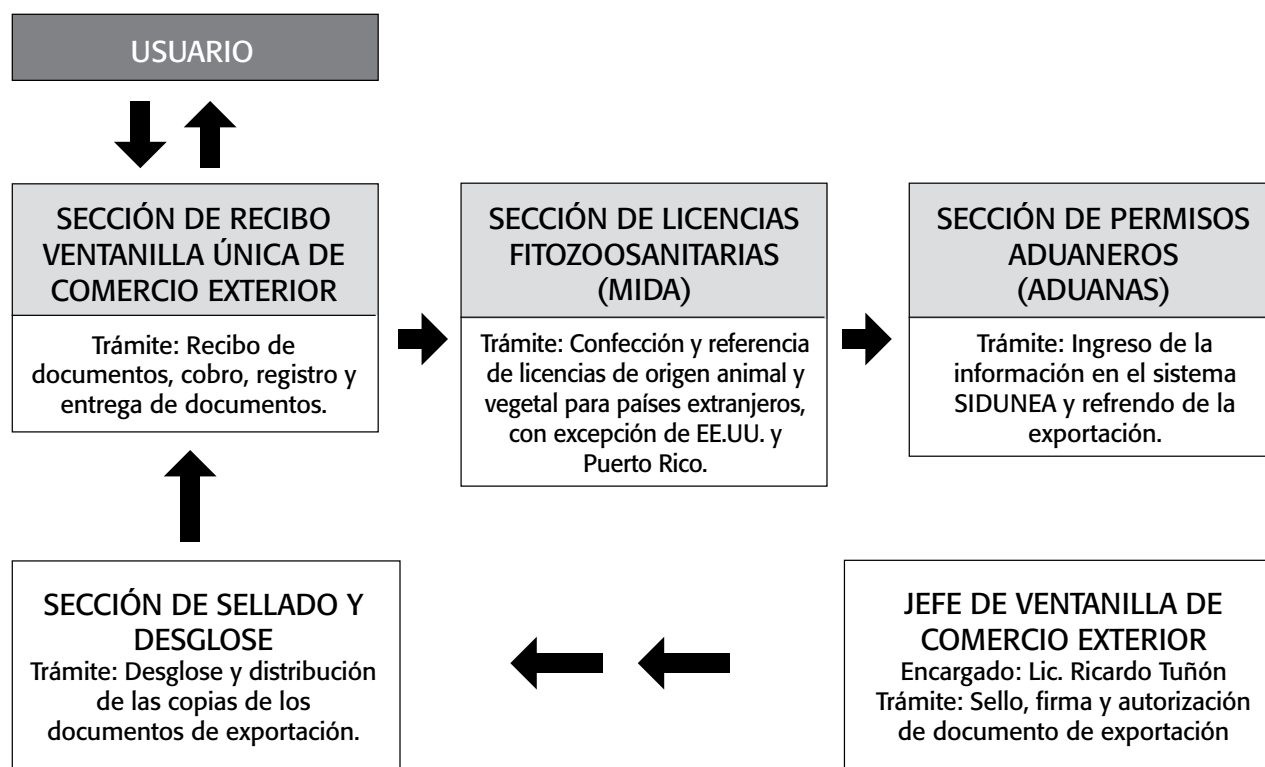 USUARIO
SECCIÓN DE RECIBO
VENTANILLA ÚNICA DE
COMERCIO EXTERIOR
Trámite: Recibo de
documentos, cobro, registro y
entrega de documentos.
SECCIÓN DE LICENCIAS
FITOZOOSANITARIAS
(MIDA)
Trámite: Confección y referencia
de licencias de origen animal y
vegetal para países extranjeros,
con excepción de EE.UU. y
Puerto Rico.
SECCIÓN DE PERMISOS
ADUANEROS
(ADUANAS)
Trámite: Ingreso de la
información en el sistema
SIDUNEA y refrendo de la
exportación.
JEFE DE VENTANILLA DE
COMERCIO EXTERIOR
Encargado: Lic. Ricardo Tuñón
Trámite: Sello, firma y autorización
de documento de exportación
SECCIÓN DE SELLADO Y
DESGLOSE
Trámite: Desglose y distribución
de las copias de los
documentos de exportación.